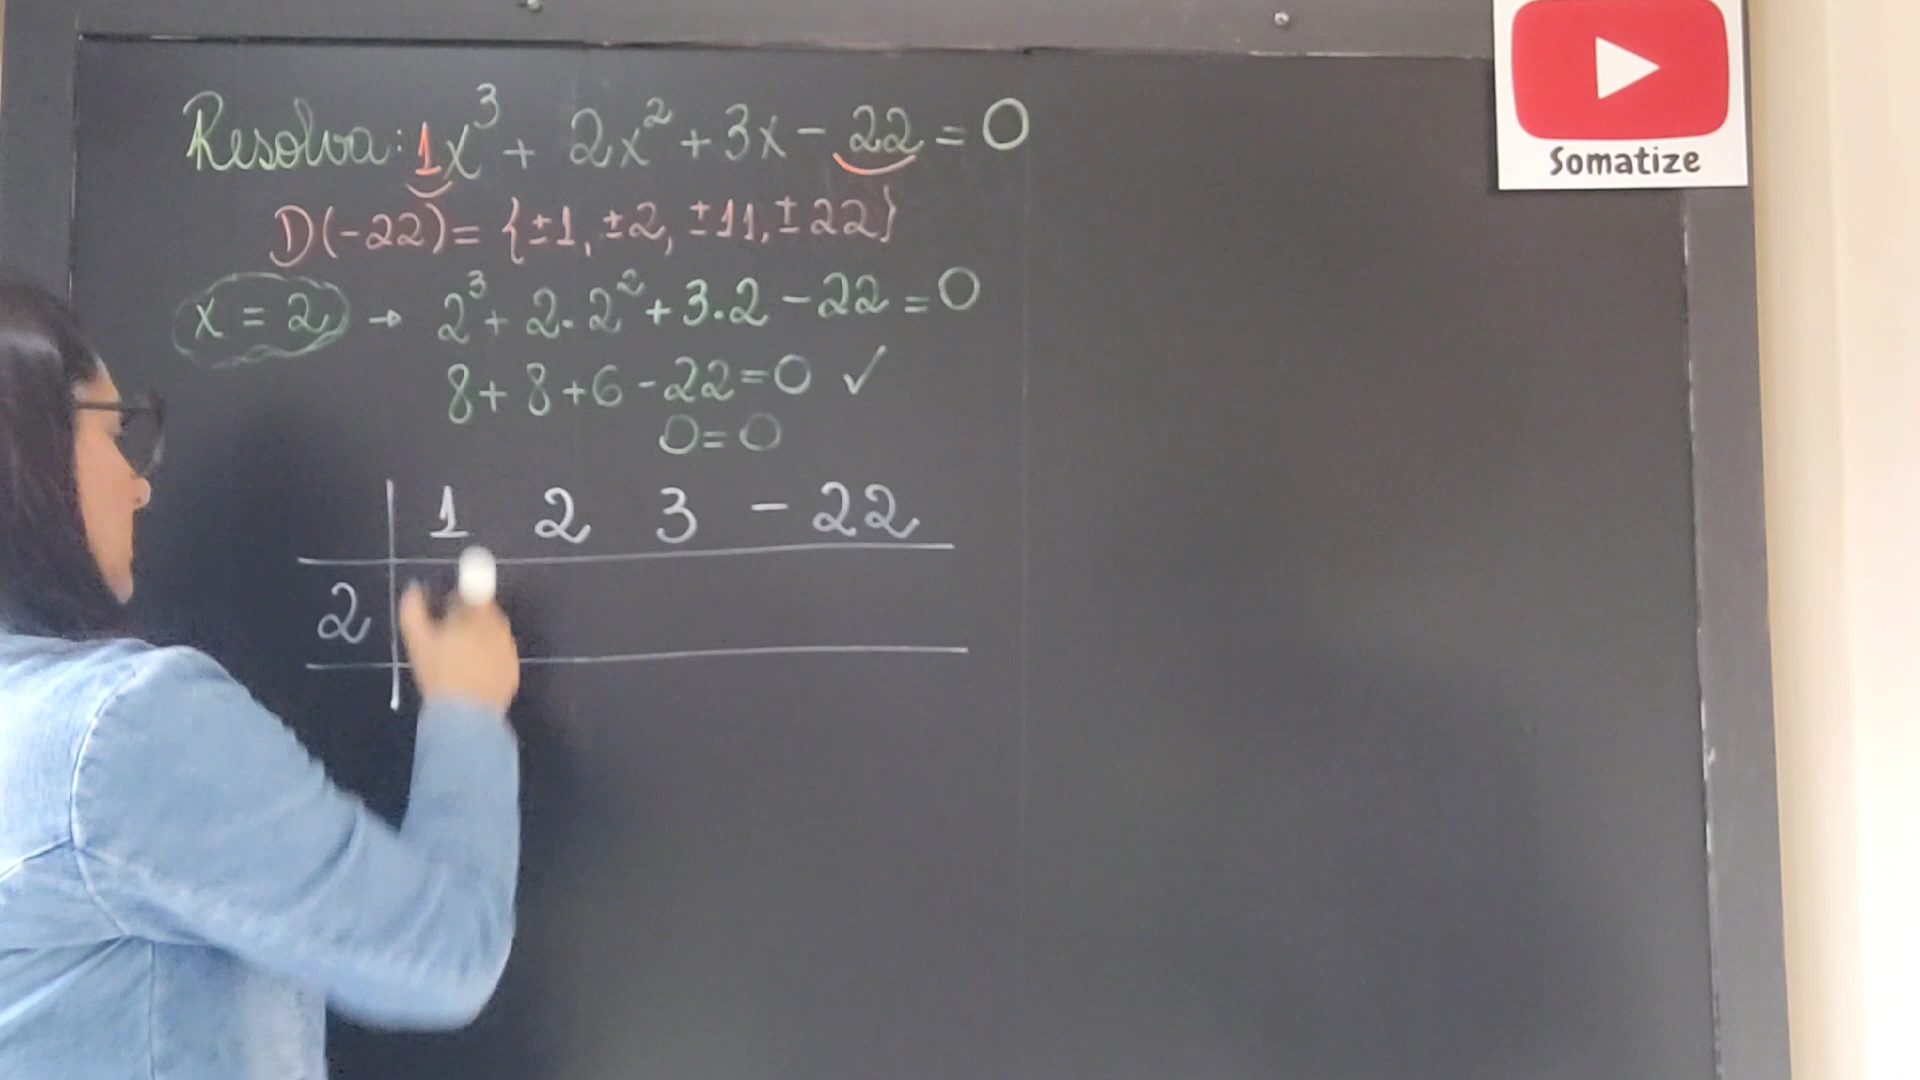 Resolva: 1x³ + 2x² + 3x - 22 = 0
D(-22) = {±1, ±2, ±11, ±22}
x = 2 → 2³ + 2·2² + 3·2 - 22 = 0
8 + 8 + 6 - 22 = 0 ✓
0 = 0
1 2 3 - 22
2
Somatize